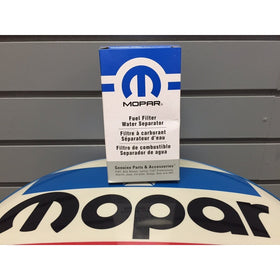 MOPAR
Fuel Filter
Water Separator
Filtre à carburant
Séparateur d'eau
Filtro de combustible
Separador de agua
Genuine Parts & Accessories
mopar